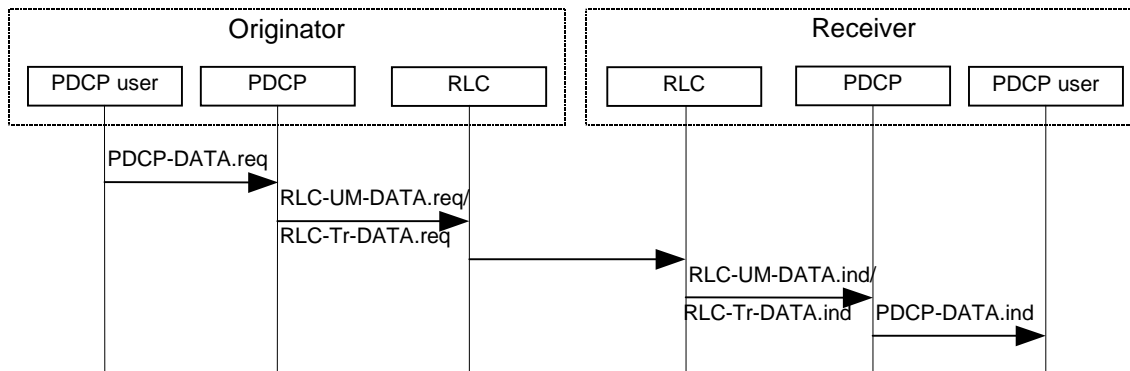 Originator
Receiver
PDCP user
PDCP
RLC
RLC
PDCP
PDCP user
PDCP-DATA.req
RLC-UM-DATA.req/
RLC-Tr-DATA.req
RLC-UM-DATA.ind/
RLC-Tr-DATA.ind
PDCP-DATA.ind